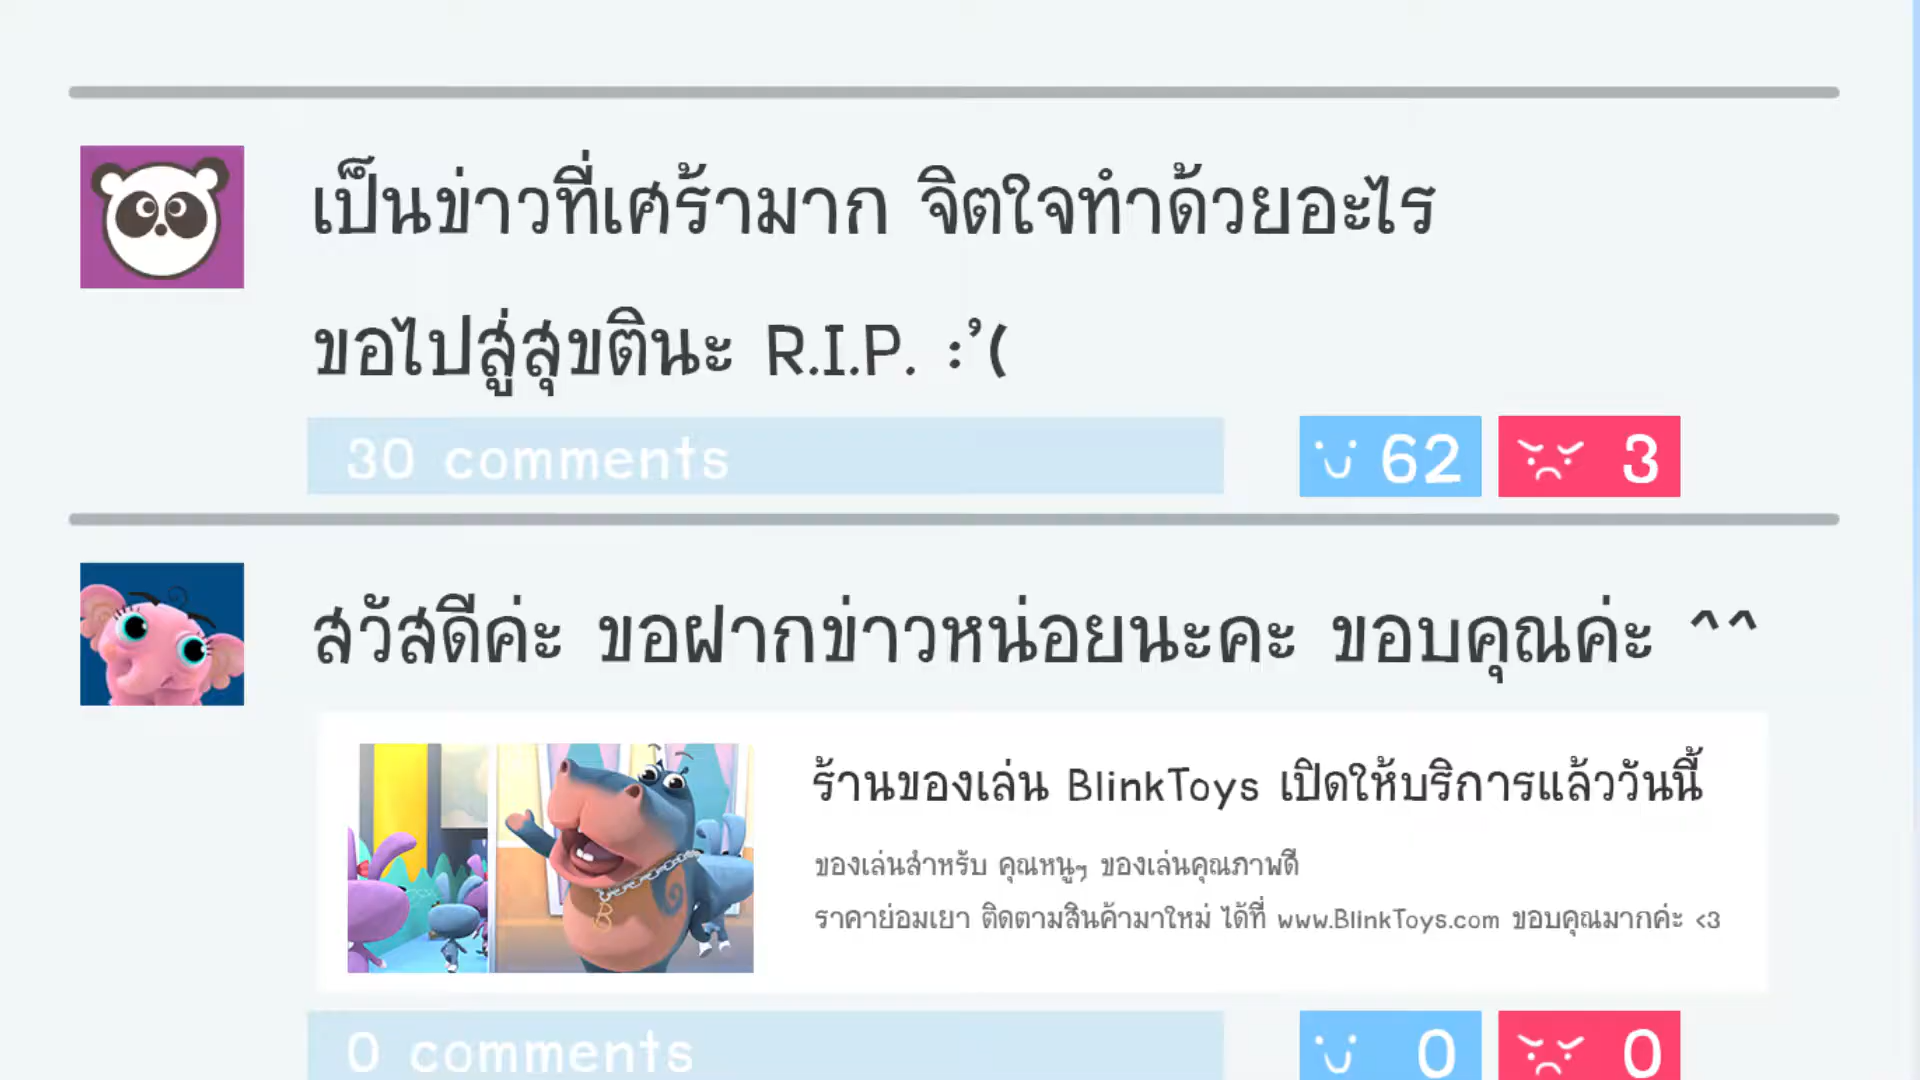 เป็นข่าวที่เศร้ามาก จิตใจทำด้วยอะไร
ขอไปสู่สุขตินะ R.I.P. :'(
30 comments
62
3
สวัสดีค่ะ ขอฝากข่าวหน่อยนะคะ ขอบคุณค่ะ ^^
ร้านของเล่น BlinkToys เปิดให้บริการแล้ววันนี้
ของเล่นสำหรับ คุณหนูๆ ของเล่นคุณภาพดี
ราคาย่อมเยา ติดตามสินค้ามาใหม่ ได้ที่ www.BlinkToys.com ขอบคุณมากค่ะ <3
0 comments
0
0